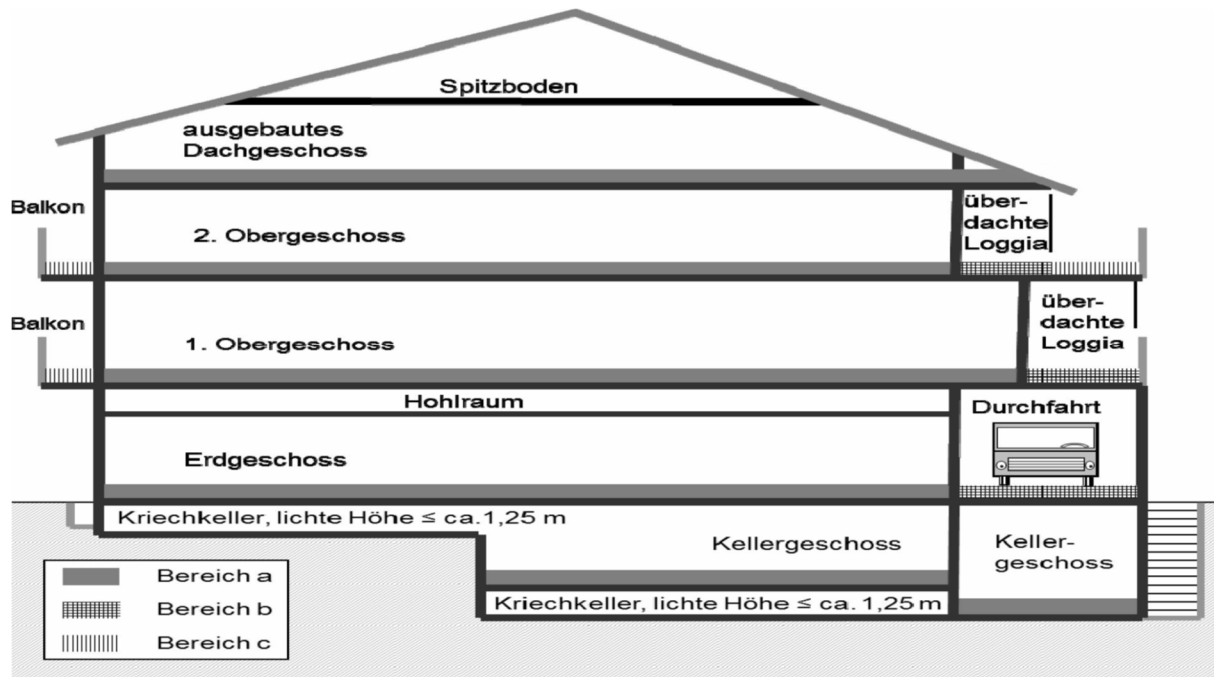 Spitzboden
ausgebautes
Dachgeschoss
Balkon
2. Obergeschoss
über-
dachte
Loggia
Balkon
1. Obergeschoss
über-
dachte
Loggia
Hohlraum
Durchfahrt
Erdgeschoss
Kriechkeller, lichte Höhe ≤ ca.1,25 m
Kellergeschoss
Keller-
geschoss
Kriechkeller, lichte Höhe ≤ ca. 1,25 m
Bereich a
Bereich b
Bereich c